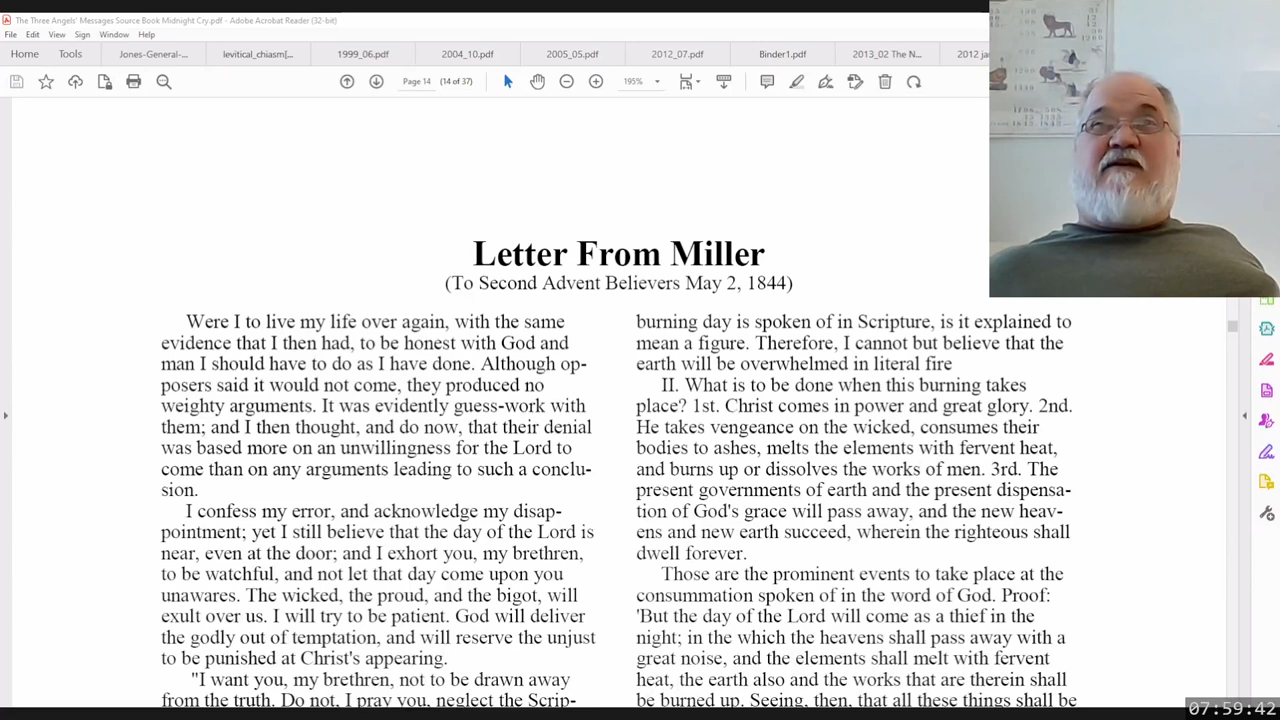 The Three Angels' Messages Source Book Midnight Cry.pdf - Adobe Acrobat Reader (32-bit)
File Edit View Sign Window Help
Home Tools Jones-General-... levitical_chiasm[... 1999_06.pdf 2004_10.pdf 2005_05.pdf 2012_07.pdf Binder1.pdf 2013_02 The N... 2012 jan
Page 14 (14 of 37) 195%
Letter From Miller
(To Second Advent Believers May 2, 1844)
Were I to live my life over again, with the same
evidence that I then had, to be honest with God and
man I should have to do as I have done. Although op-
posers said it would not come, they produced no
weighty arguments. It was evidently guess-work with
them; and I then thought, and do now, that their denial
was based more on an unwillingness for the Lord to
come than on any arguments leading to such a conclu-
sion.
I confess my error, and acknowledge my disap-
pointment; yet I still believe that the day of the Lord is
near, even at the door; and I exhort you, my brethren,
to be watchful, and not let that day come upon you
unawares. The wicked, the proud, and the bigot, will
exult over us. I will try to be patient. God will deliver
the godly out of temptation, and will reserve the unjust
to be punished at Christ's appearing.
"I want you, my brethren, not to be drawn away
from the truth. Do not, I pray you, neglect the Scrip-
burning day is spoken of in Scripture, is it explained to
mean a figure. Therefore, I cannot but believe that the
earth will be overwhelmed in literal fire
II. What is to be done when this burning takes
place? 1st. Christ comes in power and great glory. 2nd.
He takes vengeance on the wicked, consumes their
bodies to ashes, melts the elements with fervent heat,
and burns up or dissolves the works of men. 3rd. The
present governments of earth and the present dispensa-
tion of God's grace will pass away, and the new heav-
ens and new earth succeed, wherein the righteous shall
dwell forever.
Those are the prominent events to take place at the
consummation spoken of in the word of God. Proof:
'But the day of the Lord will come as a thief in the
night; in the which the heavens shall pass away with a
great noise, and the elements shall melt with fervent
heat, the earth also and the works that are therein shall
be burned up. Seeing, then, that all these things shall be
07:59:42